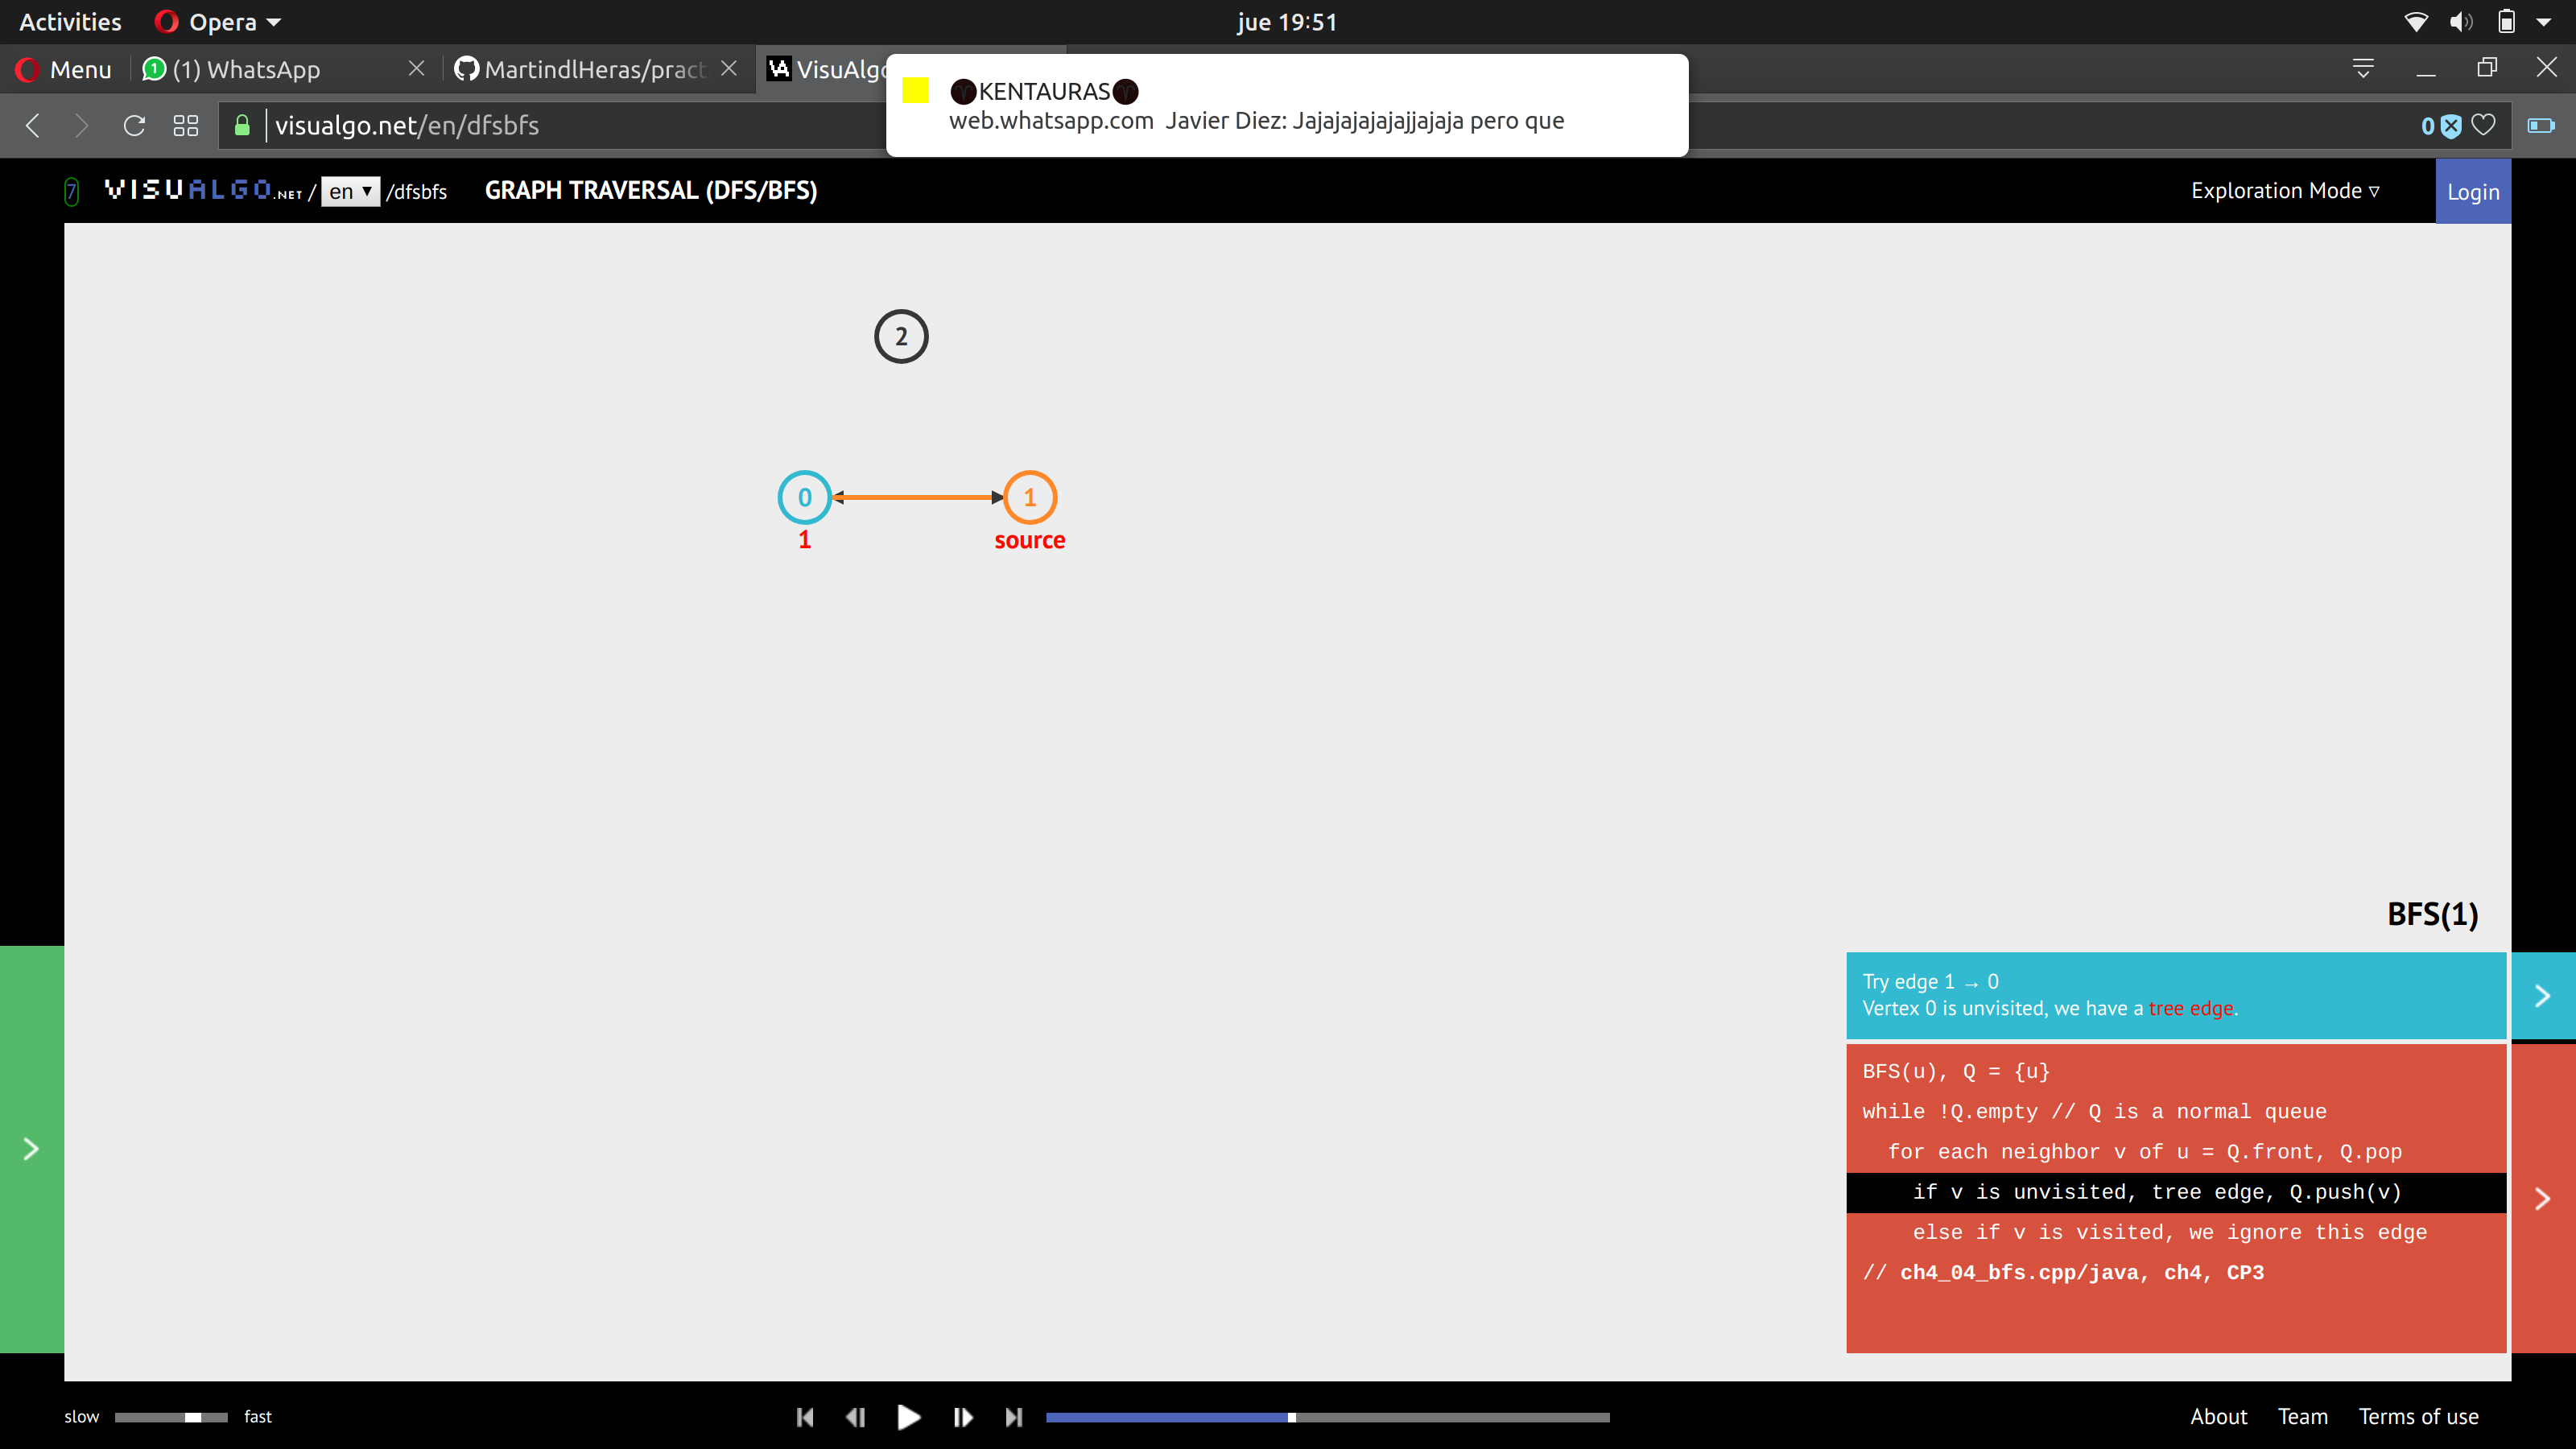 Activities Opera jue 19:51
Menu (1) WhatsApp MartindlHeras/pract VisuAlgo
KENTAURAS
web.whatsapp.com Javier Diez: Jajajajajajajjajaja pero que
visualgo.net/en/dfsbfs 0
7 VISUALGO.NET / en /dfsbfs GRAPH TRAVERSAL (DFS/BFS) Exploration Mode ▿ Login
2
0 1
1 source
BFS(1)
Try edge 1 → 0
Vertex 0 is unvisited, we have a tree edge.
BFS(u), Q = {u}
while !Q.empty // Q is a normal queue
for each neighbor v of u = Q.front, Q.pop
if v is unvisited, tree edge, Q.push(v)
else if v is visited, we ignore this edge
// ch4_04_bfs.cpp/java, ch4, CP3
slow fast About Team Terms of use